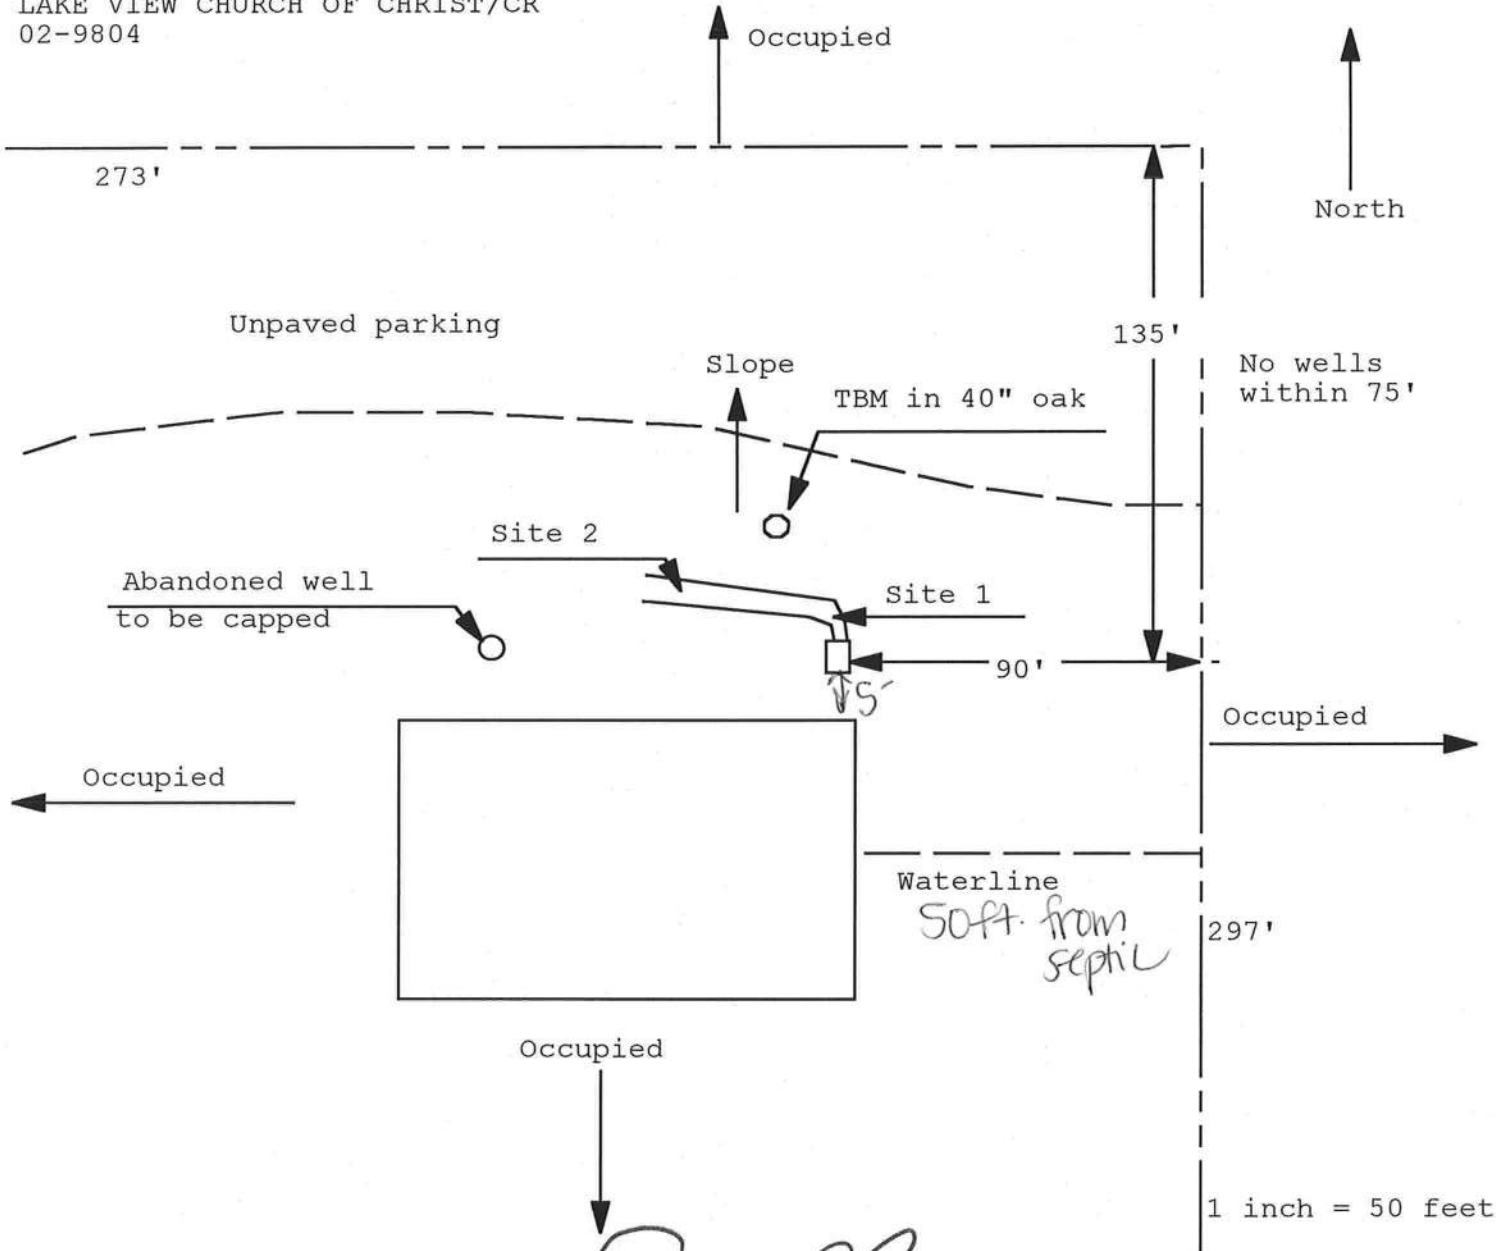 LAKE VIEW CHURCH OF CHRIST/CR
02-9804
Occupied
273'
North
Unpaved parking
135'
Slope
No wells
within 75'
TBM in 40" oak
Site 2
Abandoned well
to be capped
Site 1
90'
5'
Occupied
Occupied
Waterline
50ft. from
septic
297'
Occupied
1 inch = 50 feet